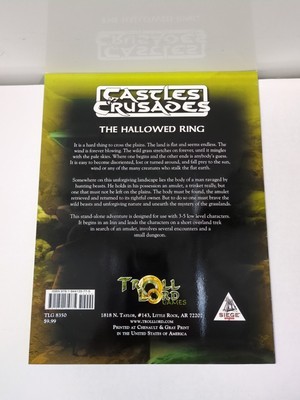 CASTLES
CRUSADES
THE HALLOWED RING
It is a hard thing to cross the plains. The land is flat and seems endless. The
wind is forever blowing. The wild grass stretches on forever, until it mingles
with the pale skies. Where one begins and the other ends is anybody's guess.
It is easy to become disoriented, lost or turned around, and fall prey to the sun,
wind or any of the many creatures who stalk the flat earth.
Somewhere on this unforgiving landscape lies the body of a man ravaged by
hunting beasts. He holds in his possession an amulet, a trinket really, but
one that must not be left on the plains. The body must be found, the amulet
retrieved and returned to its rightful owner. But to do so one must brave the
wild beasts and unforgiving nature and unearth the mystery of the grasslands.
This stand-alone adventure is designed for use with 3-5 low level characters.
It begins in an Inn and leads the characters on a short overland trek
in search of an amulet, involves several encounters and a
small dungeon.
TROLL
LORD
GAMES
SIEGE
TLG 8350
$9.99
1818 N. TAYLOR, #143, LITTLE ROCK, AR 72207
WWW.TROLLLORD.COM
PRINTED AT CHENAULT & GRAY PRINT
IN THE UNITED STATES OF AMERICA